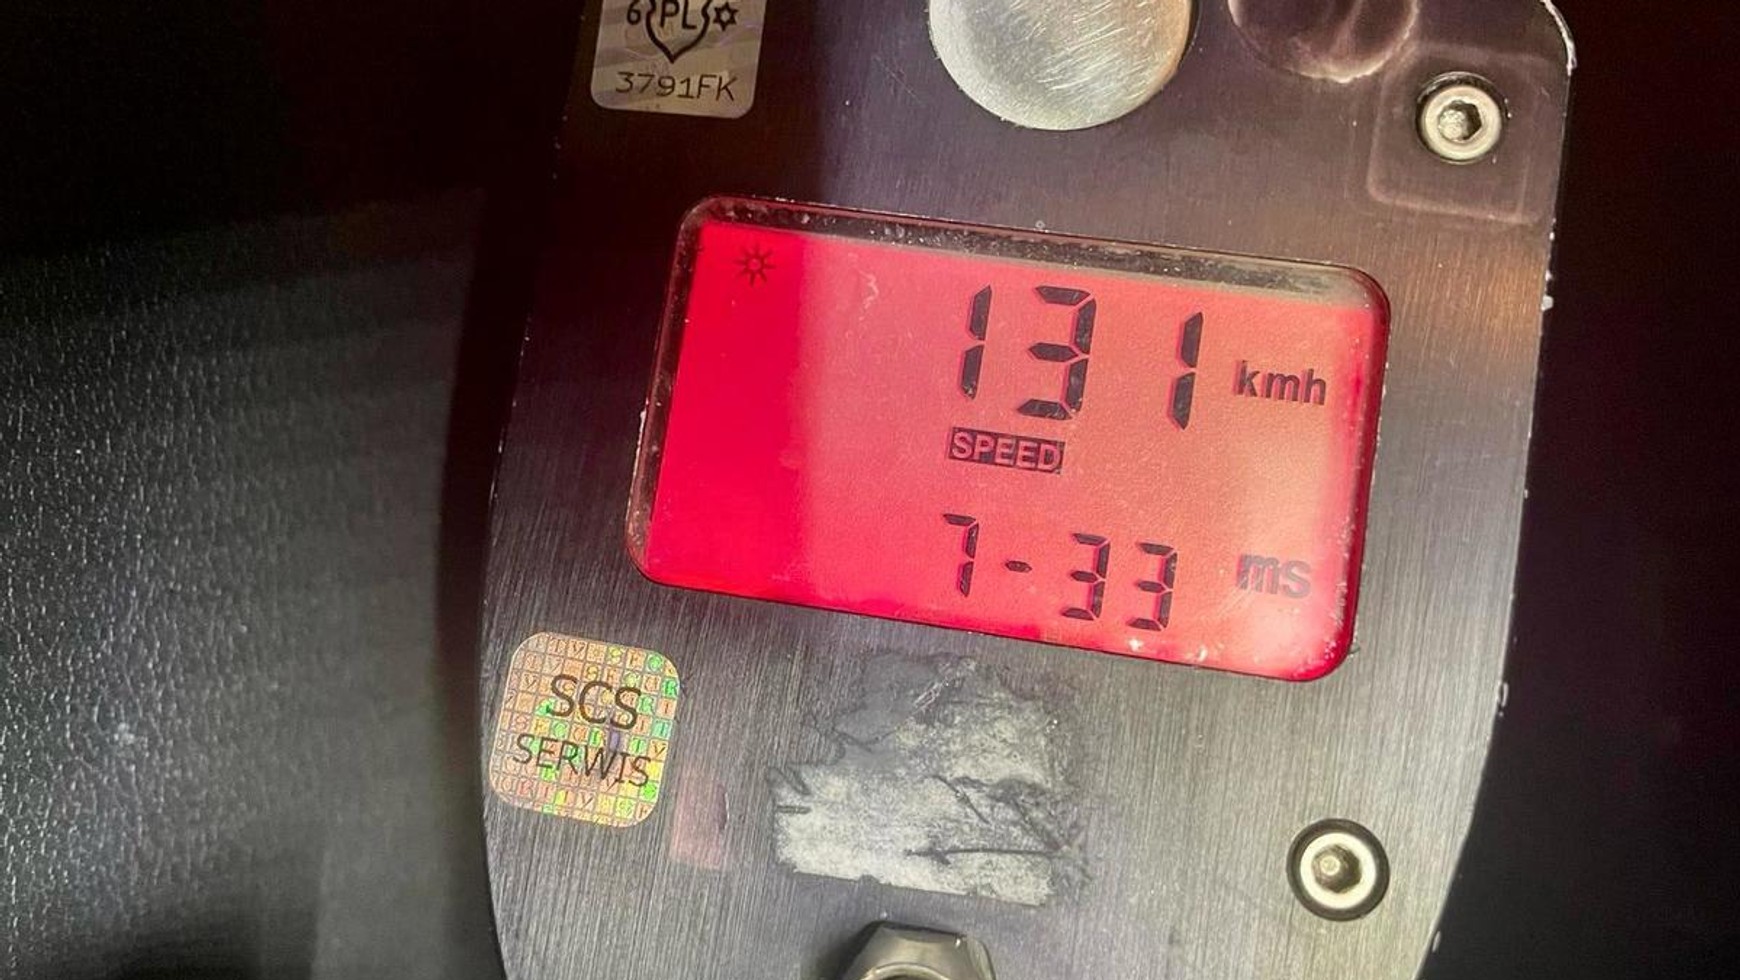 6 PL
3791FK
131 kmh
SPEED
7-33 ms
SCS
SERWIS